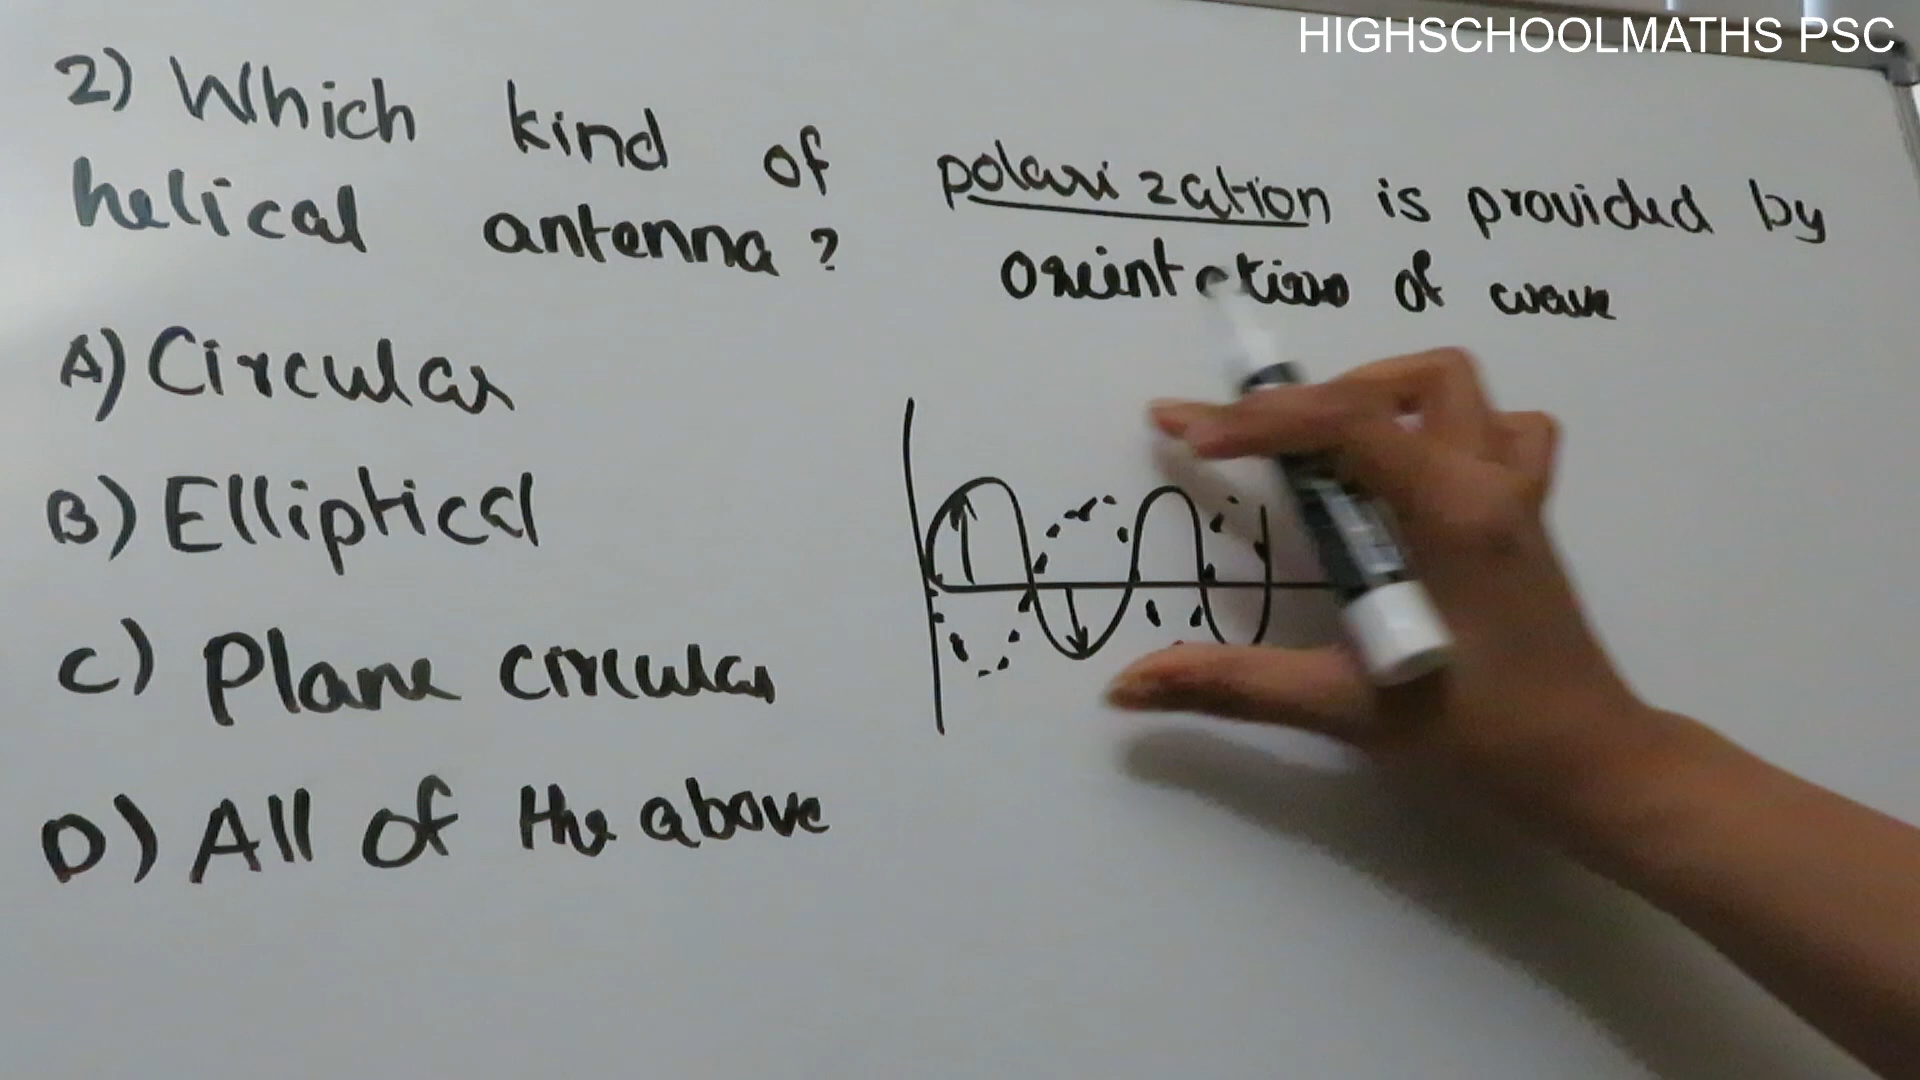 HIGHSCHOOLMATHS PSC
2) Which kind of polarization is provided by
helical antenna?
orientation of wave
A) Circular
B) Elliptical
C) Plane circular
D) All of the above